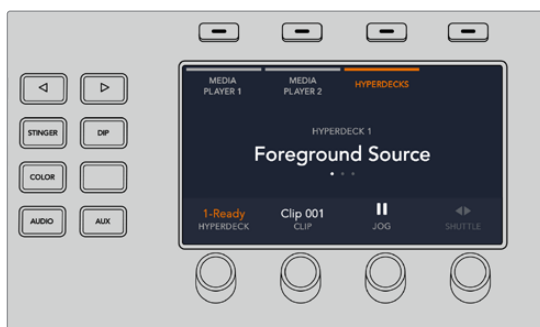 MEDIA
PLAYER 1
MEDIA
PLAYER 2
HYPERDECKS
HYPERDECK 1
Foreground Source
1-Ready
HYPERDECK
Clip 001
CLIP
JOG
SHUTTLE
STINGER
DIP
COLOR
AUDIO
AUX